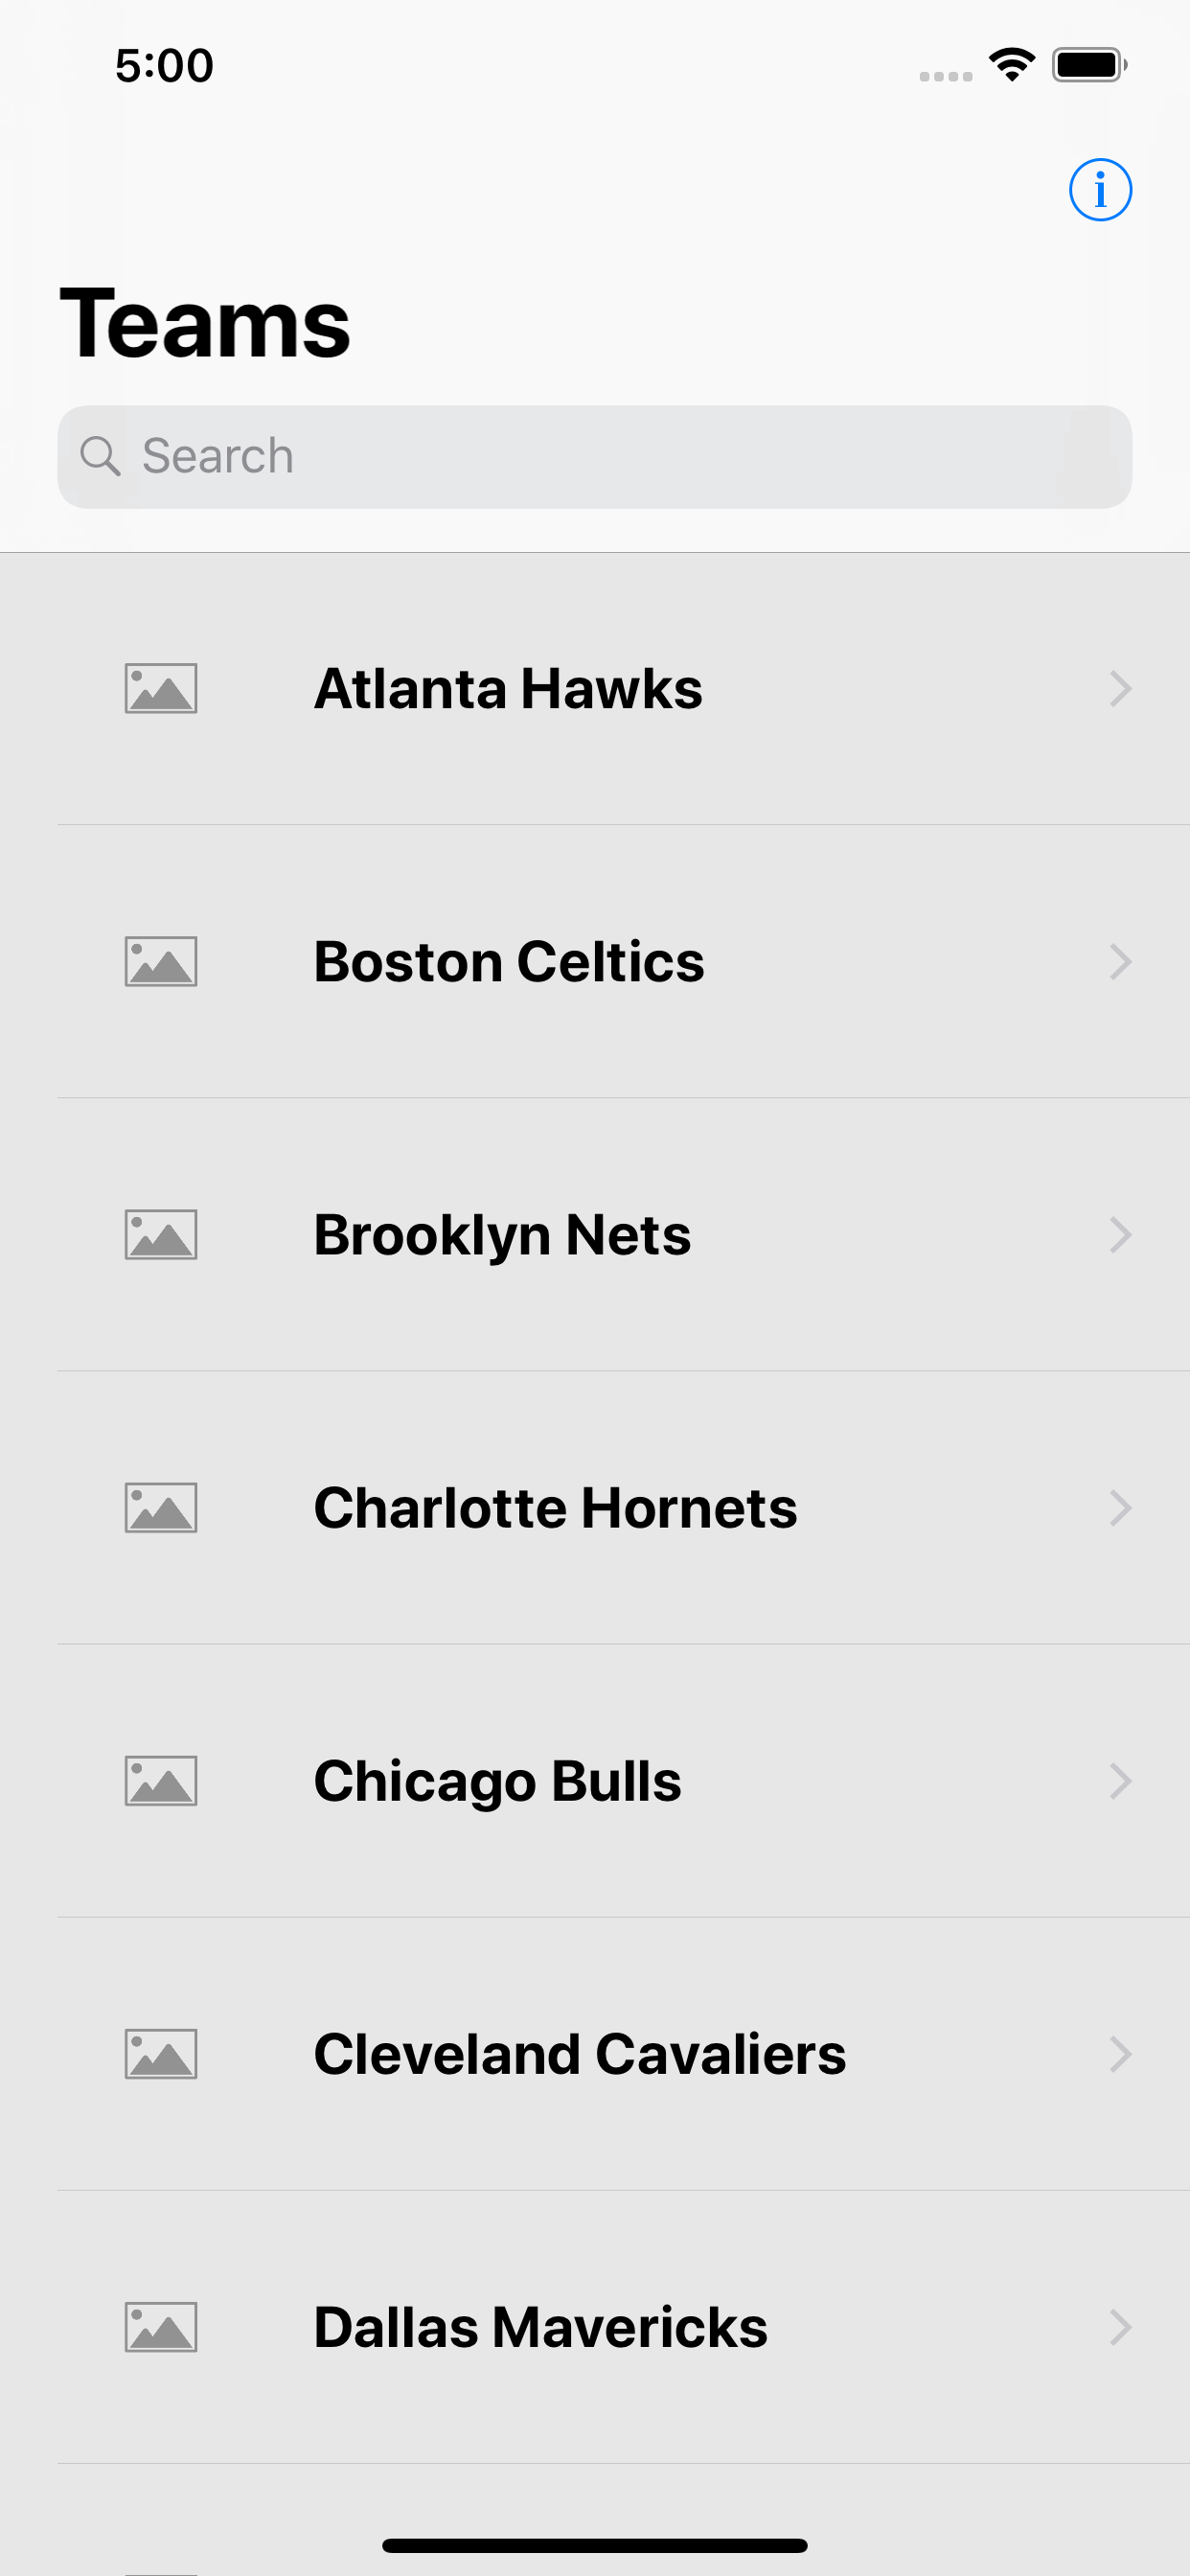 5:00
Teams
Search
Atlanta Hawks
Boston Celtics
Brooklyn Nets
Charlotte Hornets
Chicago Bulls
Cleveland Cavaliers
Dallas Mavericks